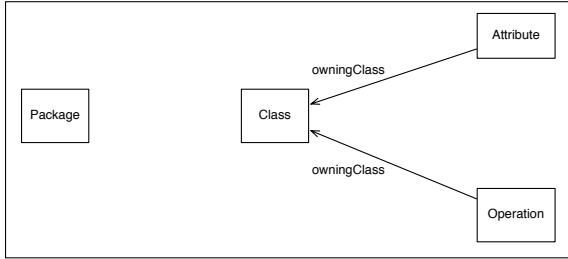 Attribute
owningClass
Package
Class
owningClass
Operation